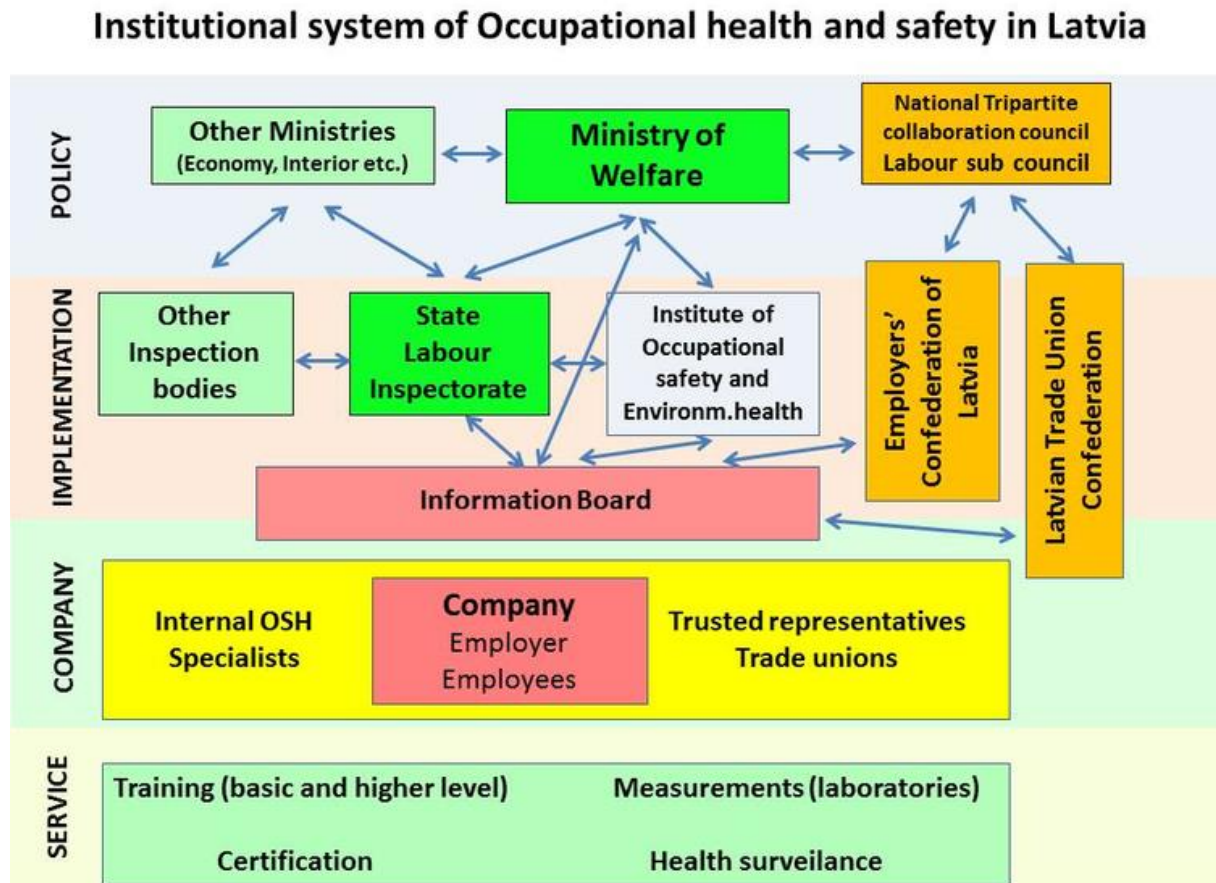 Institutional system of Occupational health and safety in Latvia
POLICY
Other Ministries
(Economy, Interior etc.)
Ministry of
Welfare
National Tripartite
collaboration council
Labour sub council
IMPLEMENTATION
Other
Inspection
bodies
State
Labour
Inspectorate
Institute of
Occupational
safety and
Environm.health
Employers'
Confederation of
Latvia
Latvian Trade Union
Confederation
Information Board
COMPANY
Internal OSH
Specialists
Company
Employer
Employees
Trusted representatives
Trade unions
SERVICE
Training (basic and higher level)
Measurements (laboratories)
Certification
Health surveilance